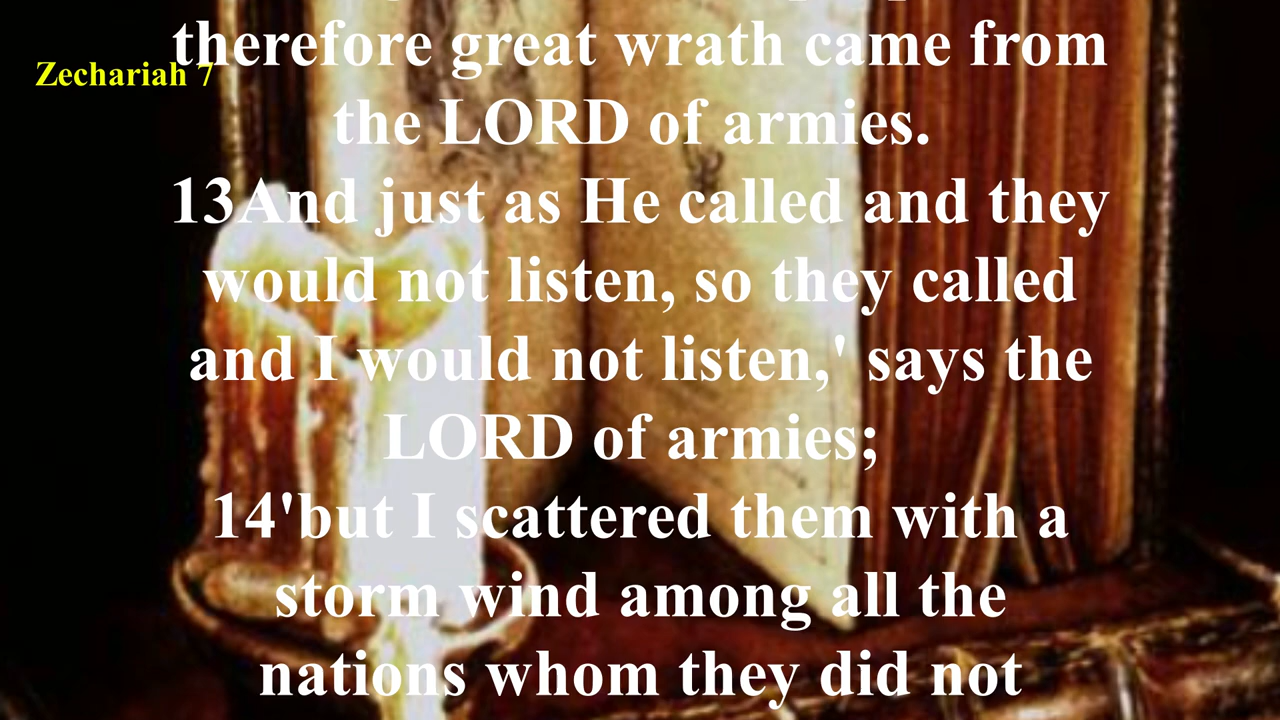 therefore great wrath came from
Zechariah 7
the LORD of armies.
13And just as He called and they
would not listen, so they called
and I would not listen,' says the
LORD of armies;
14'but I scattered them with a
storm wind among all the
nations whom they did not